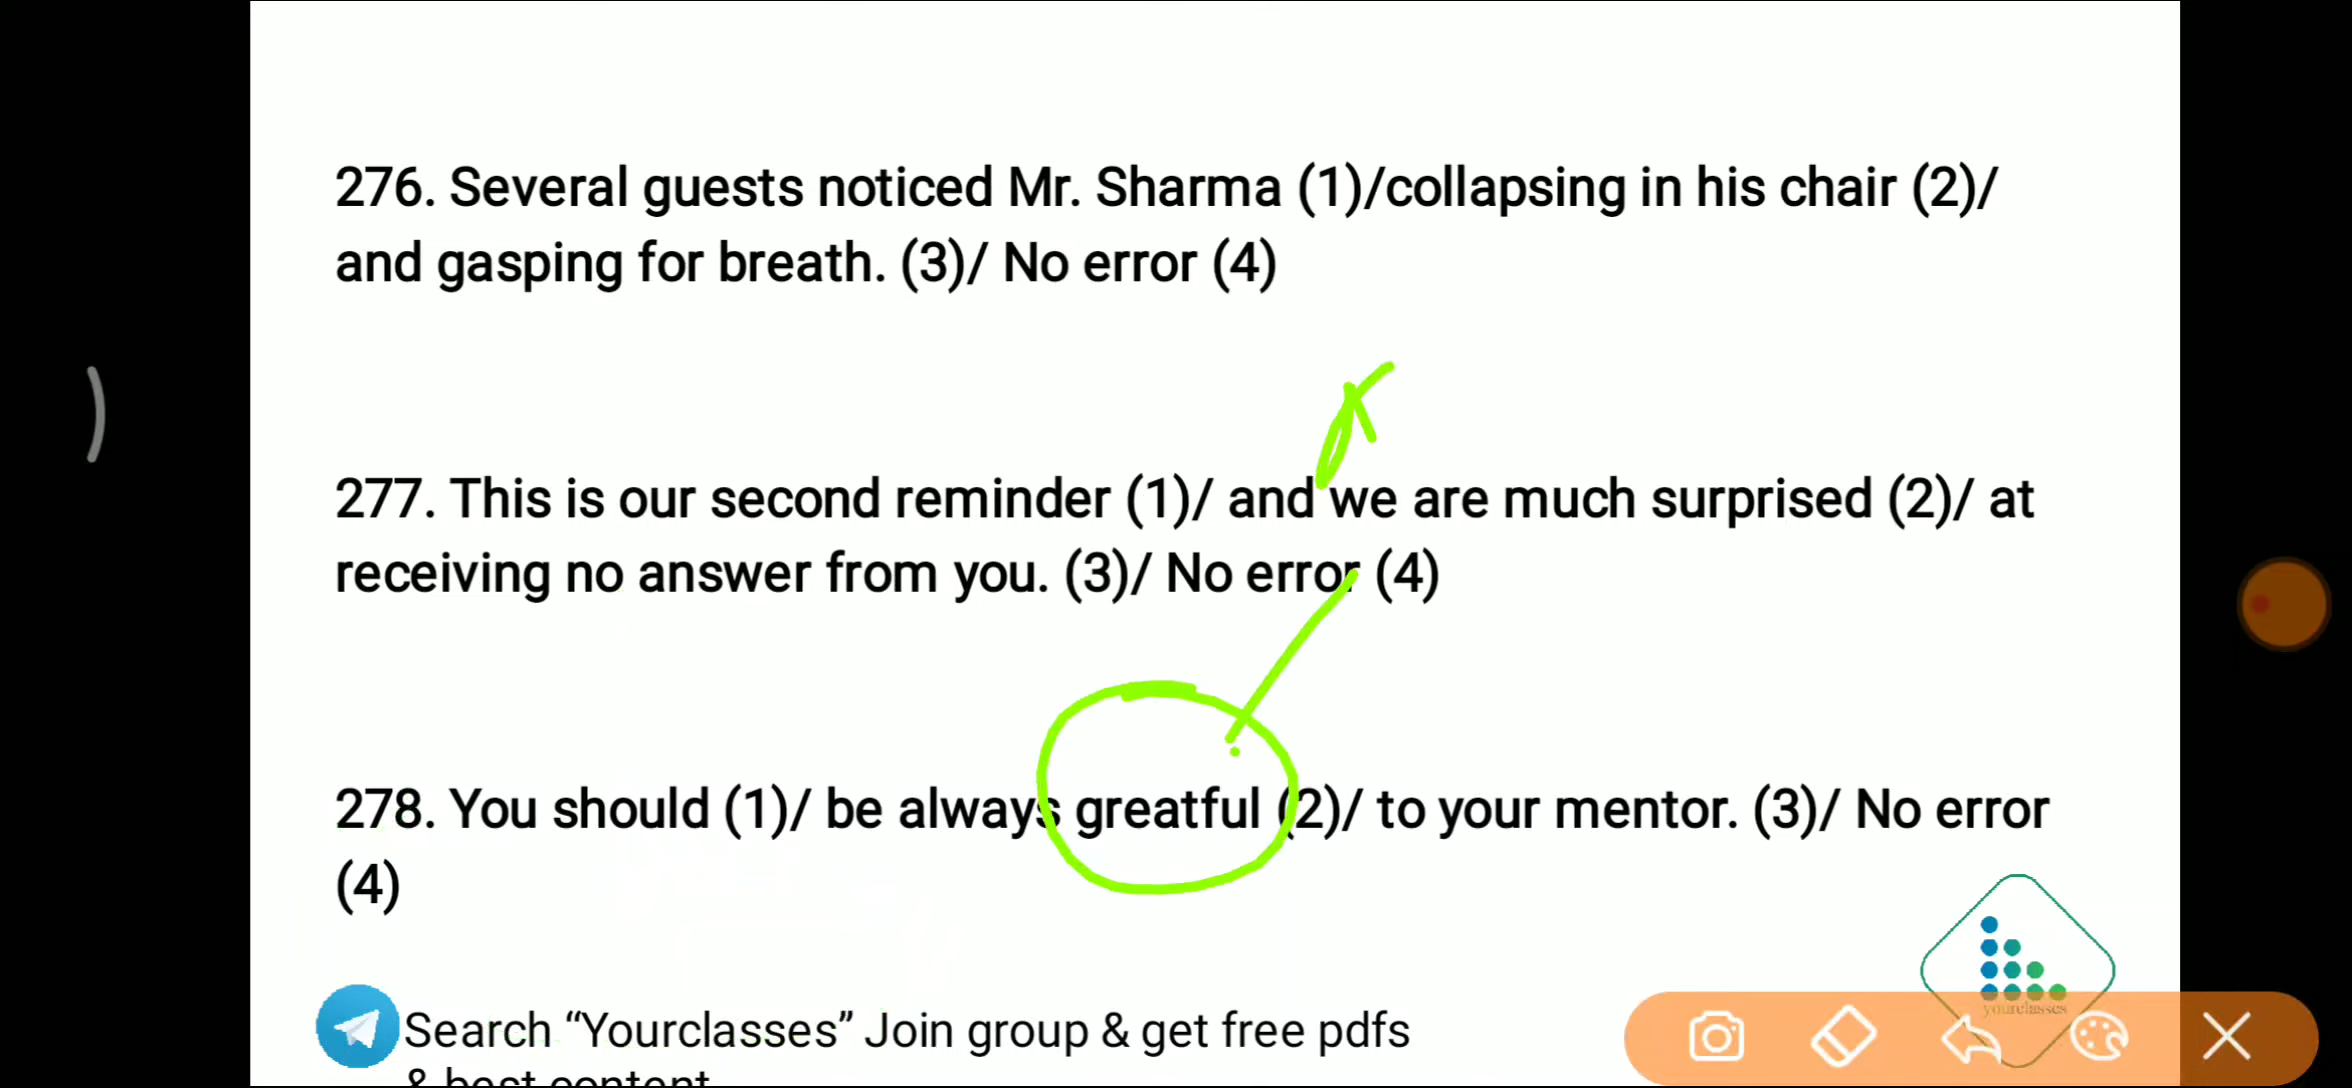 276. Several guests noticed Mr. Sharma (1)/collapsing in his chair (2)/
and gasping for breath. (3)/ No error (4)
277. This is our second reminder (1)/ and we are much surprised (2)/ at
receiving no answer from you. (3)/ No error (4)
278. You should (1)/ be always greatful (2)/ to your mentor. (3)/ No error
(4)
yourclasses
Search “Yourclasses” Join group & get free pdfs
& best content